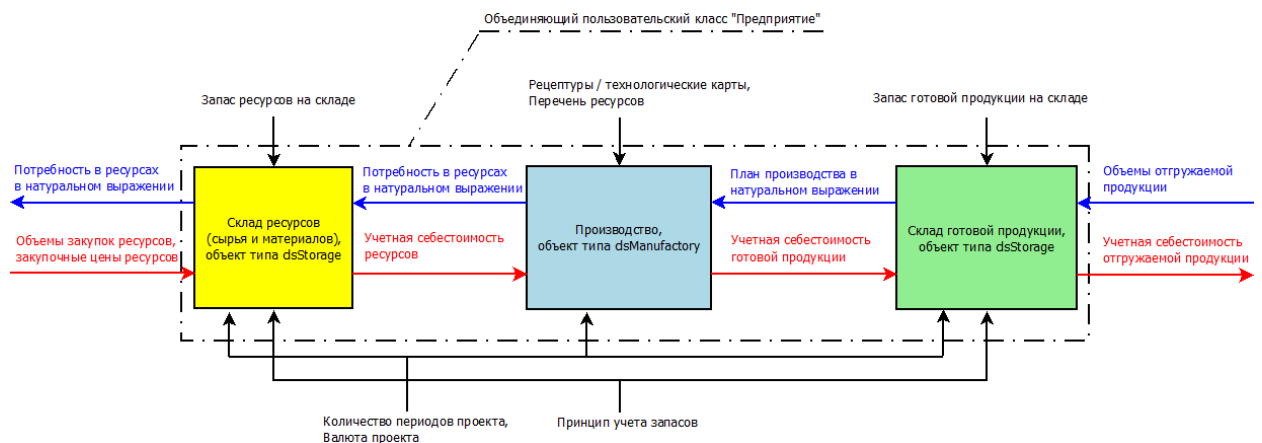 Объединяющий пользовательский класс "Предприятие"
Запас ресурсов на складе
Рецептуры / технологические карты,
Перечень ресурсов
Запас готовой продукции на складе
Потребность в ресурсах
в натуральном выражении
Потребность в ресурсах
в натуральном выражении
План производства в
натуральном выражении
Объемы отгружаемой
продукции
Объемы закупок ресурсов,
закупочные цены ресурсов
Склад ресурсов
(сырья и материалов),
объект типа dsStorage
Учетная себестоимость
ресурсов
Производство,
объект типа dsManufactory
Учетная себестоимость
готовой продукции
Склад готовой продукции,
объект типа dsStorage
Учетная себестоимость
отгружаемой продукции
Количество периодов проекта,
Валюта проекта
Принцип учета запасов